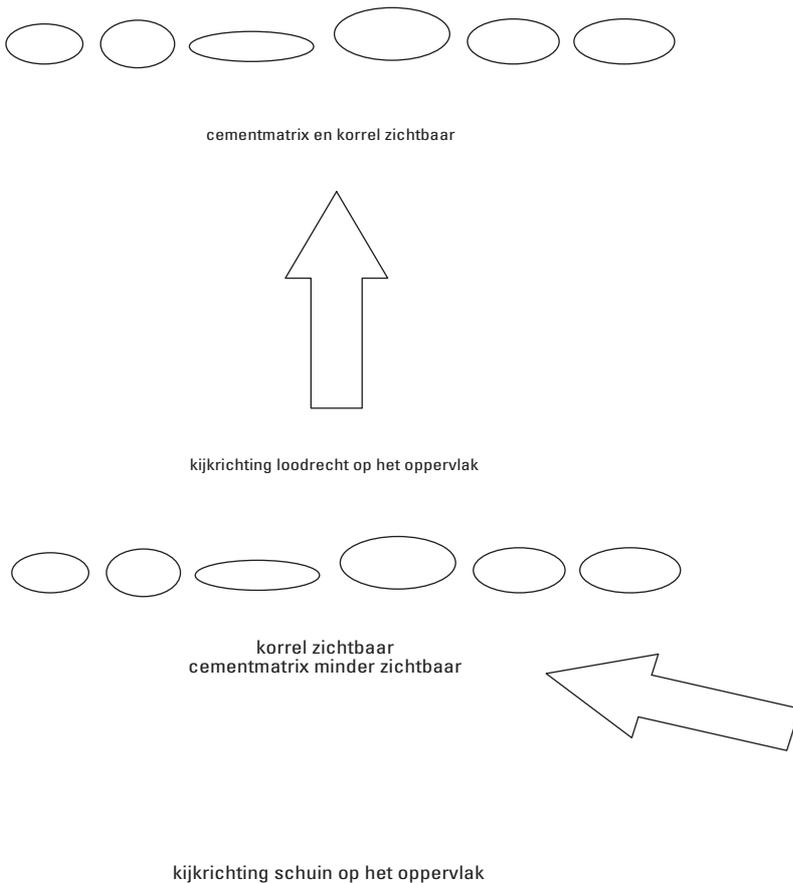 cementmatrix en korrel zichtbaar
kijkrichting loodrecht op het oppervlak
korrel zichtbaar
cementmatrix minder zichtbaar
kijkrichting schuin op het oppervlak